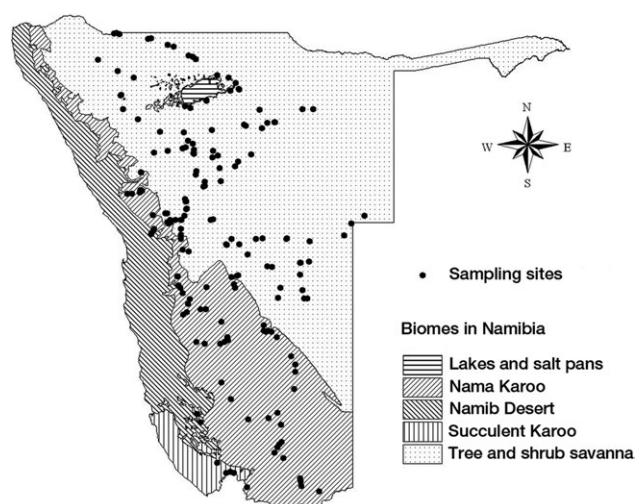 N
W E
S
Sampling sites
Biomes in Namibia
Lakes and salt pans
Nama Karoo
Namib Desert
Succulent Karoo
Tree and shrub savanna